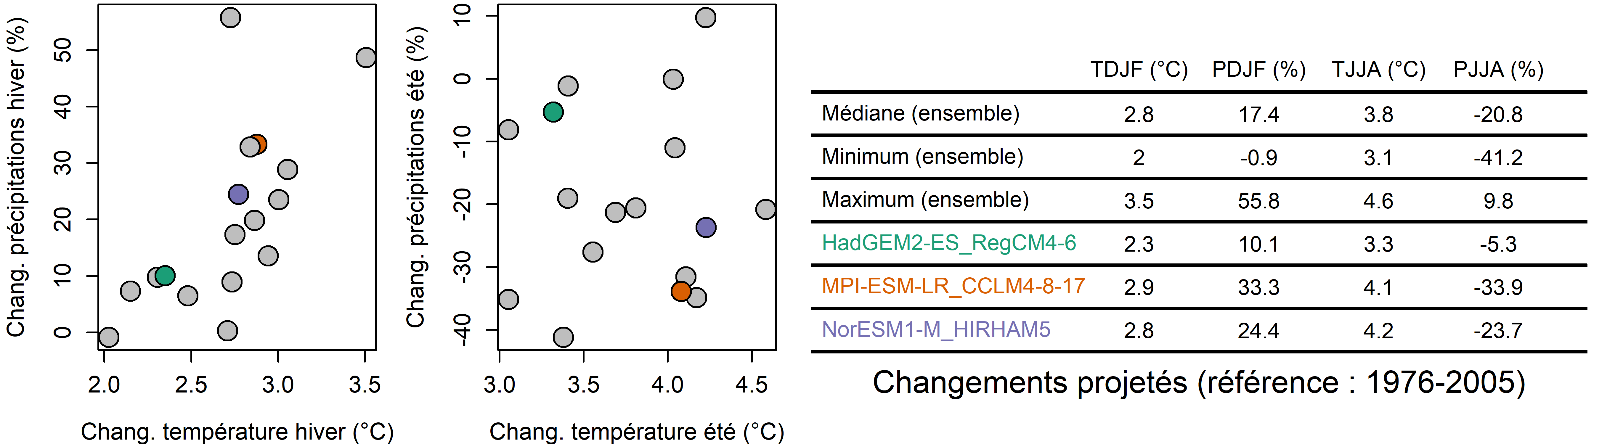 Chang. précipitations hiver (%)
50
40
30
20
10
0
2.0 2.5 3.0 3.5
Chang. température hiver (°C)
Chang. précipitations été (%)
10
0
-10
-20
-30
-40
3.0 3.5 4.0 4.5
Chang. température été (°C)
TDJF (°C) PDJF (%) TJJA (°C) PJJA (%)
Médiane (ensemble) 2.8 17.4 3.8 -20.8
Minimum (ensemble) 2 -0.9 3.1 -41.2
Maximum (ensemble) 3.5 55.8 4.6 9.8
HadGEM2-ES_RegCM4-6 2.3 10.1 3.3 -5.3
MPI-ESM-LR_CCLM4-8-17 2.9 33.3 4.1 -33.9
NorESM1-M_HIRHAM5 2.8 24.4 4.2 -23.7
Changements projetés (référence : 1976-2005)